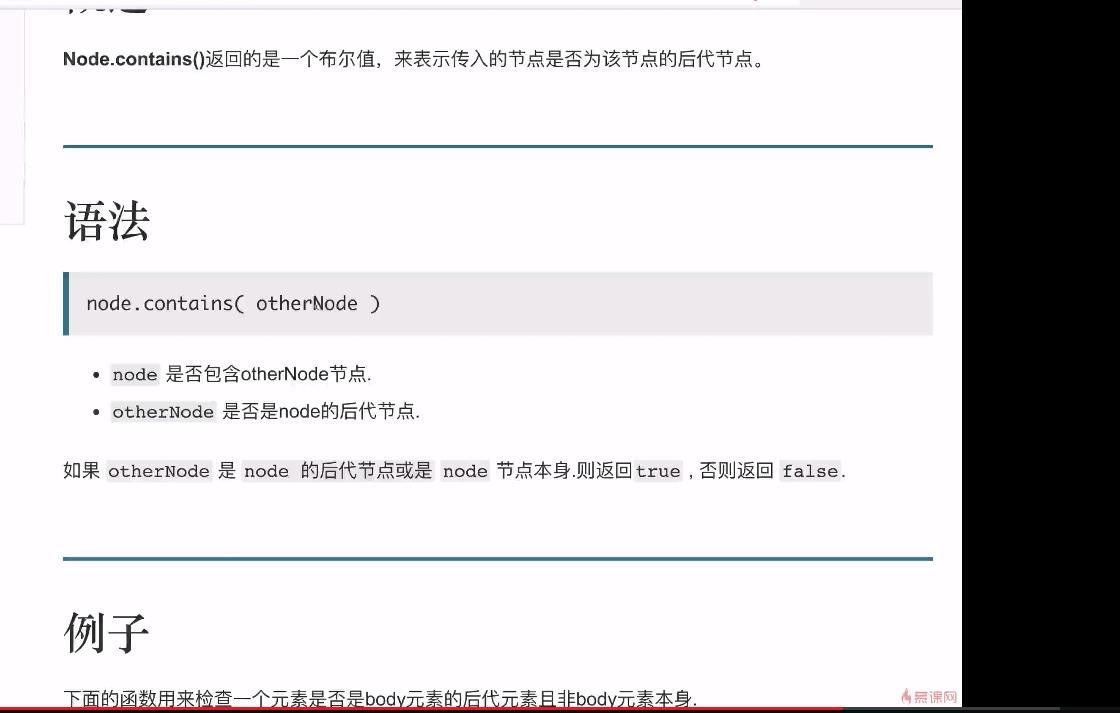 Node.contains()返回的是一个布尔值，来表示传入的节点是否为该节点的后代节点。
语法
node.contains( otherNode )
node 是否包含otherNode节点.
otherNode 是否是node的后代节点.
如果 otherNode 是 node 的后代节点或是 node 节点本身.则返回true , 否则返回 false.
例子
下面的函数用来检查一个元素是否是body元素的后代元素且非body元素本身.
慕课网